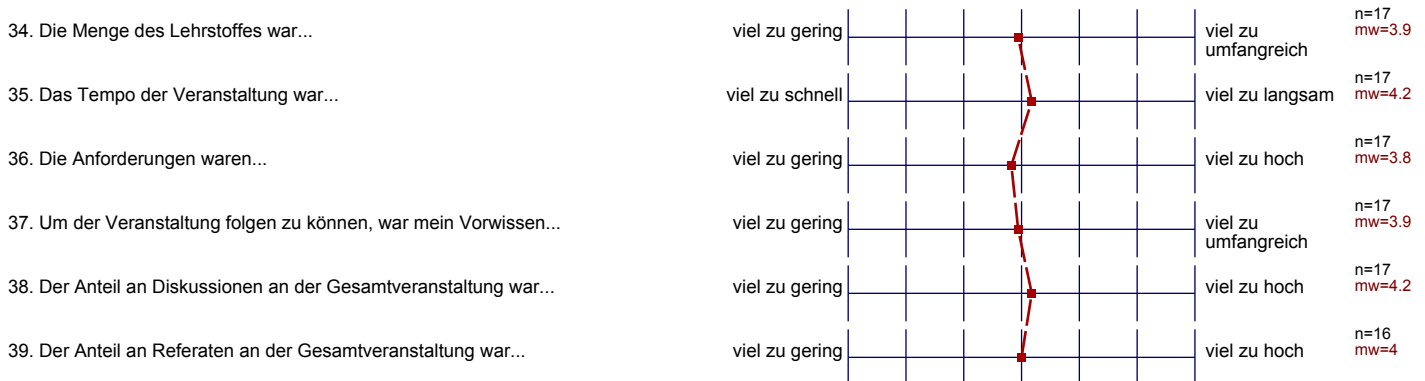 34. Die Menge des Lehrstoffes war... viel zu gering viel zu umfangreich n=17 mw=3.9
35. Das Tempo der Veranstaltung war... viel zu schnell viel zu langsam n=17 mw=4.2
36. Die Anforderungen waren... viel zu gering viel zu hoch n=17 mw=3.8
37. Um der Veranstaltung folgen zu können, war mein Vorwissen... viel zu gering viel zu umfangreich n=17 mw=3.9
38. Der Anteil an Diskussionen an der Gesamtveranstaltung war... viel zu gering viel zu hoch n=17 mw=4.2
39. Der Anteil an Referaten an der Gesamtveranstaltung war... viel zu gering viel zu hoch n=16 mw=4